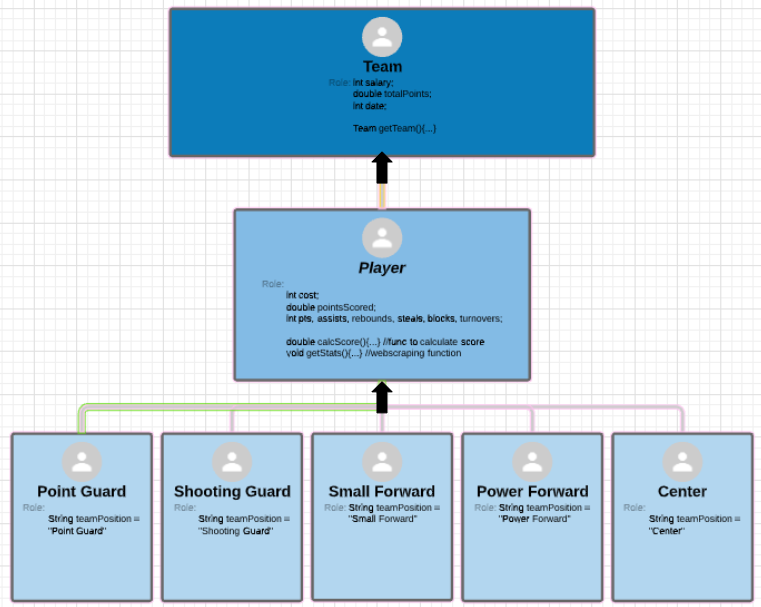 Team
Role: int salary;
double totalPoints;
int date;
Team getTeam(){...}
Player
Role:
int cost;
double pointsScored;
int pts, assists, rebounds, steals, blocks, turnovers;
double calcScore(){...} //func to calculate score
void getStats(){...} //webscraping function
Point Guard
Role:
String teamPosition =
"Point Guard"
Shooting Guard
Role:
String teamPosition =
"Shooting Guard"
Small Forward
Role: String teamPosition =
"Small Forward"
Power Forward
Role: String teamPosition =
"Power Forward"
Center
Role:
String teamPosition =
"Center"